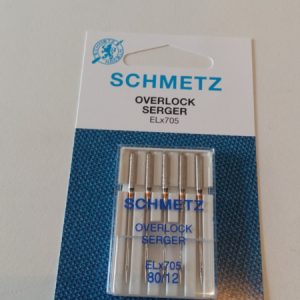 SCHMETZ
OVERLOCK
SERGER
ELx705
SCHMETZ
OVERLOCK
SERGER
ELx705
80/12